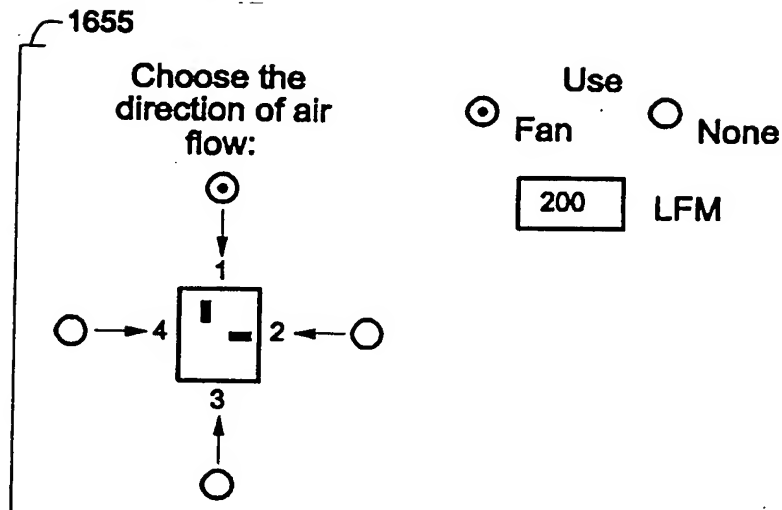 1655
Choose the
direction of air
flow:
Use
Fan
None
200 LFM
1
4
2
3